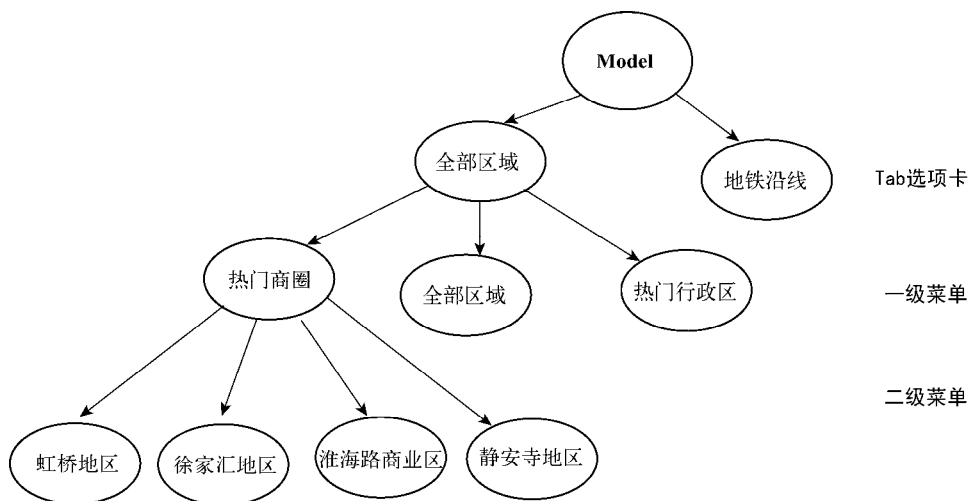 Model
全部区域
地铁沿线
Tab选项卡
热门商圈
全部区域
热门行政区
一级菜单
二级菜单
虹桥地区
徐家汇地区
淮海路商业区
静安寺地区